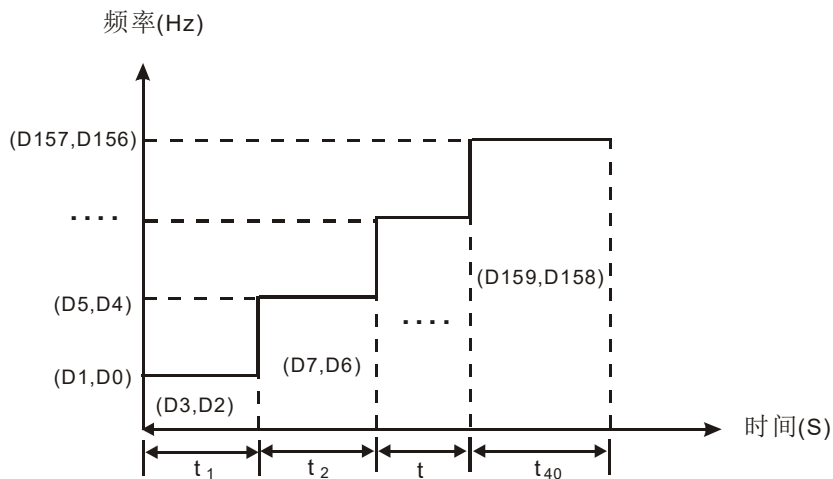 频率(Hz)
(D157,D156)
....
(D159,D158)
(D5,D4)
....
(D7,D6)
(D1,D0)
(D3,D2)
时间(S)
t1 t2 t t40